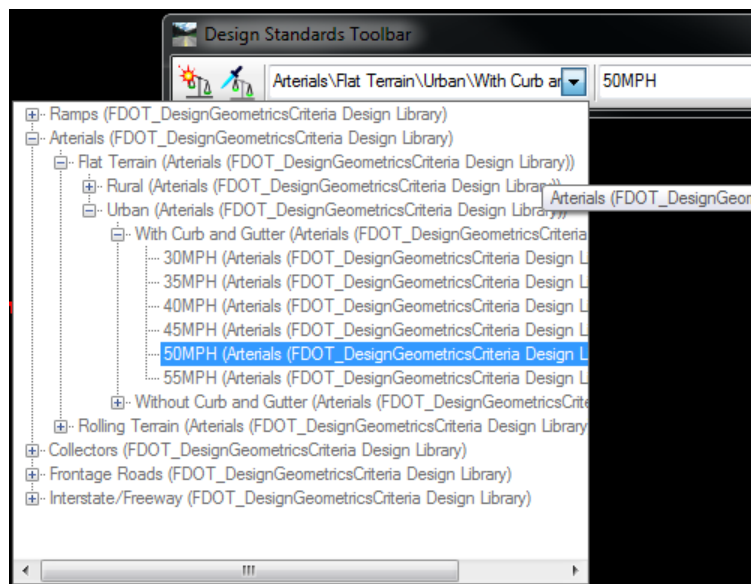 Design Standards Toolbar
Arterials\Flat Terrain\Urban\With Curb ar 50MPH
Ramps (FDOT_DesignGeometricsCriteria Design Library)
Arterials (FDOT_DesignGeometricsCriteria Design Library)
Flat Terrain (Arterials (FDOT_DesignGeometricsCriteria Design Library))
Rural (Arterials (FDOT_DesignGeometricsCriteria Design Library))
Arterials (FDOT_DesignGeor
Urban (Arterials (FDOT_DesignGeometricsCriteria Design Library))
With Curb and Gutter (Arterials (FDOT_DesignGeometricsCriteria
30MPH (Arterials (FDOT_DesignGeometricsCriteria Design L
35MPH (Arterials (FDOT_DesignGeometricsCriteria Design L
40MPH (Arterials (FDOT_DesignGeometricsCriteria Design L
45MPH (Arterials (FDOT_DesignGeometricsCriteria Design L
50MPH (Arterials (FDOT_DesignGeometricsCriteria Design L
55MPH (Arterials (FDOT_DesignGeometricsCriteria Design L
Without Curb and Gutter (Arterials (FDOT_DesignGeometricsCrite
Rolling Terrain (Arterials (FDOT_DesignGeometricsCriteria Design Library
Collectors (FDOT_DesignGeometricsCriteria Design Library)
Frontage Roads (FDOT_DesignGeometricsCriteria Design Library)
Interstate/Freeway (FDOT_DesignGeometricsCriteria Design Library)